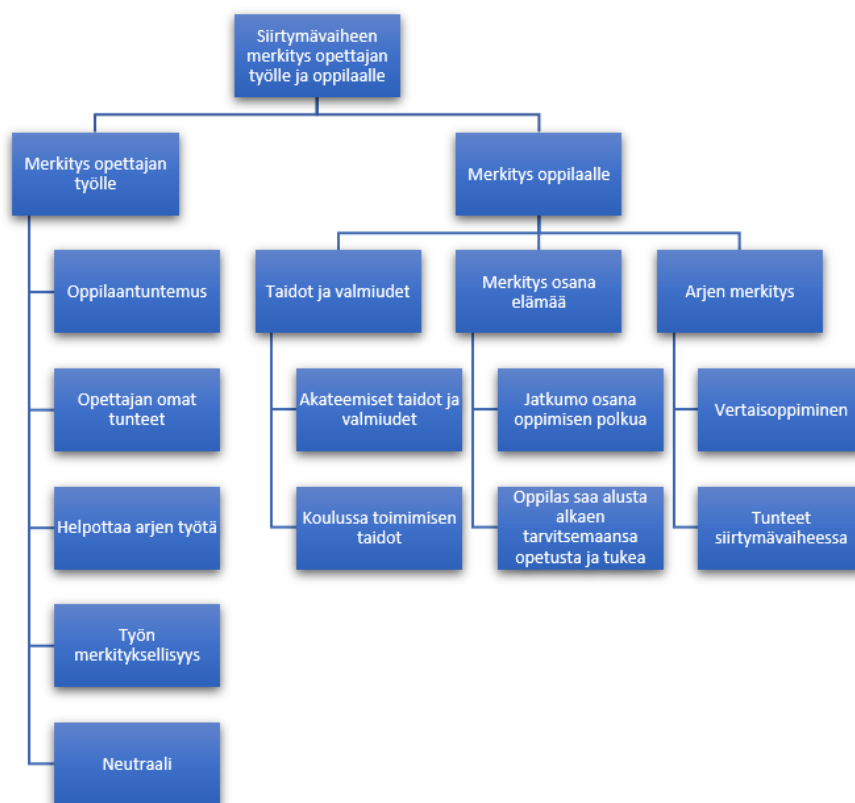 Siirtymävaiheen
merkitys opettajan
työlle ja oppilaalle
Merkitys opettajan
työlle
Merkitys oppilaalle
Oppilaantuntemus
Taidot ja valmiudet
Merkitys osana
elämää
Arjen merkitys
Opettajan omat
tunteet
Akateemiset taidot ja
valmiudet
Jatkumo osana
oppimisen polkua
Vertaisoppiminen
Helpottaa arjen työtä
Koulussa toimimisen
taidot
Oppilas saa alusta
alkaen
tarvitsemaansa
opetusta ja tukea
Tunteet
siirtymävaiheessa
Työn
merkityksellisyys
Neutraali